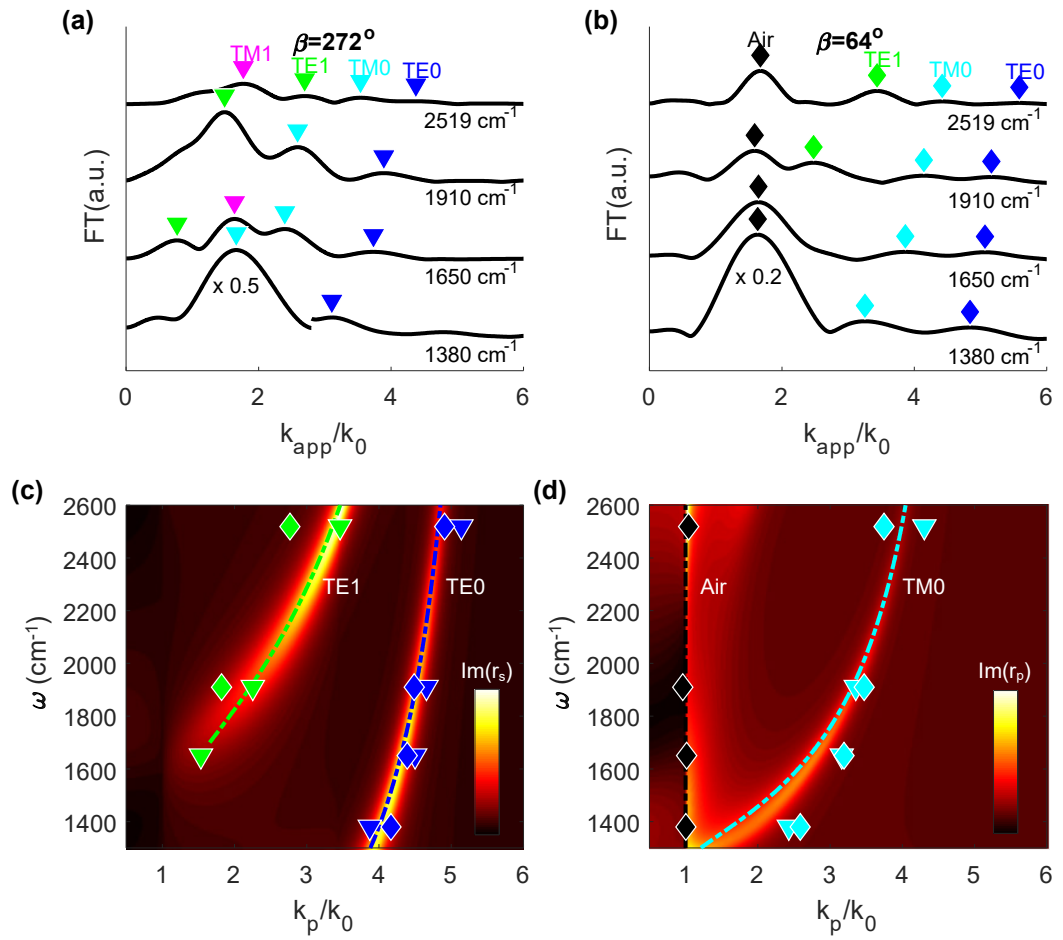 (a)
β=272°
TM1
TE1
TM0
TE0
2519 cm⁻¹
1910 cm⁻¹
1650 cm⁻¹
x 0.5
1380 cm⁻¹
FT(a.u.)
0 2 4 6
k_app/k_0
(b)
β=64°
Air
TE1
TM0
TE0
2519 cm⁻¹
1910 cm⁻¹
1650 cm⁻¹
x 0.2
1380 cm⁻¹
FT(a.u.)
0 2 4 6
k_app/k_0
(c)
2600
2400
2200
2000
1800
1600
1400
ω (cm⁻¹)
TE1
TE0
Im(r_s)
1 2 3 4 5 6
k_p/k_0
(d)
2600
2400
2200
2000
1800
1600
1400
ω (cm⁻¹)
Air
TM0
Im(r_p)
1 2 3 4 5 6
k_p/k_0